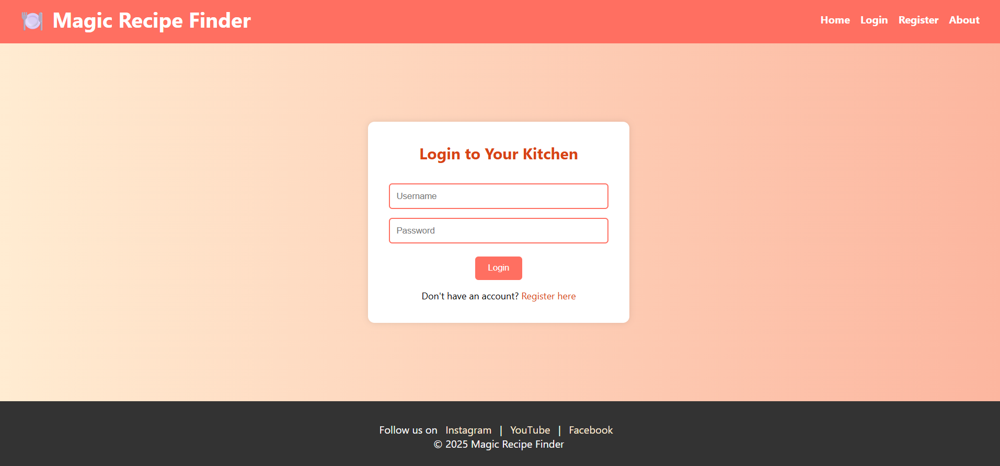 Magic Recipe Finder
Home Login Register About
Login to Your Kitchen
Username
Password
Login
Don't have an account? Register here
Follow us on Instagram | YouTube | Facebook
© 2025 Magic Recipe Finder